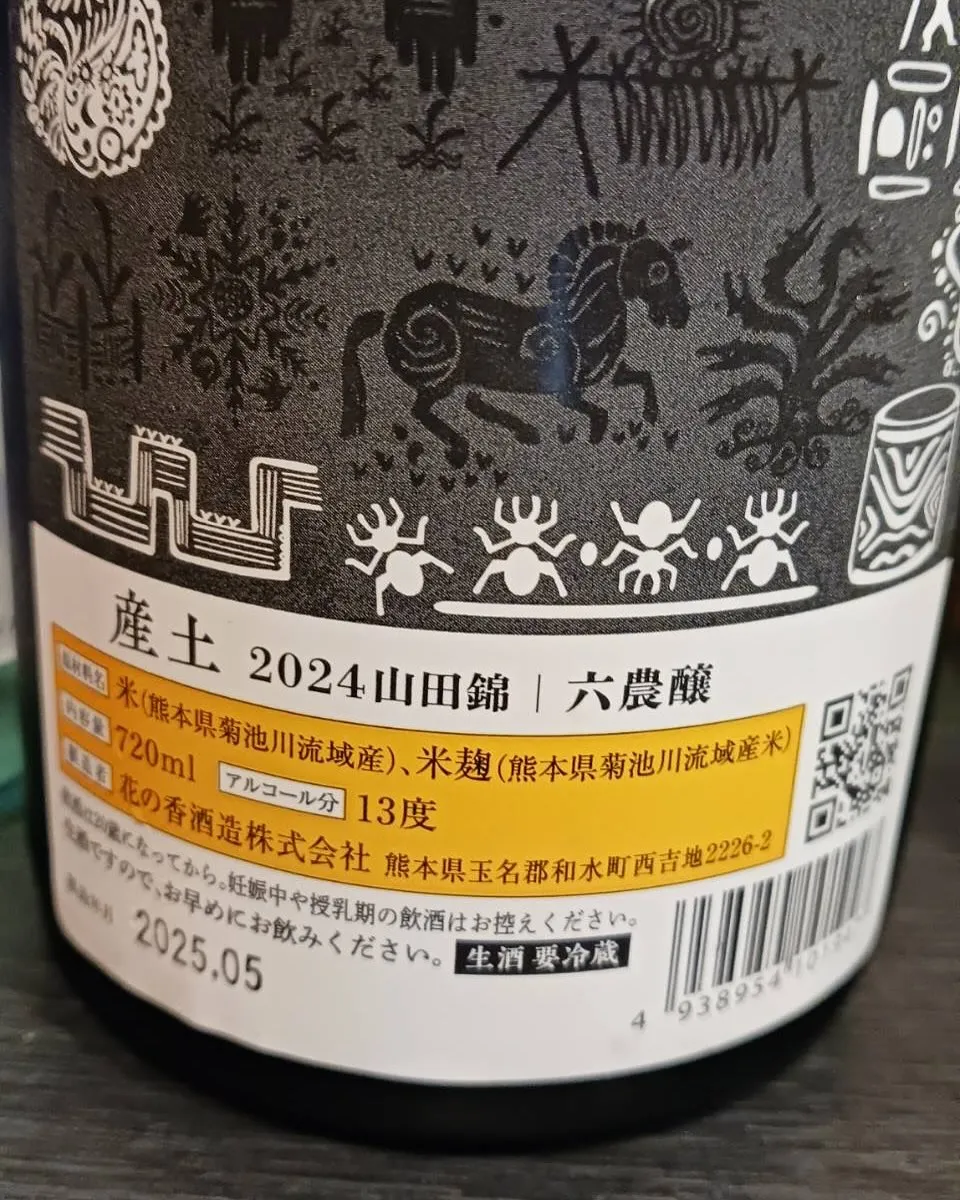 産土 2024山田錦｜六農醸
原材料名 米(熊本県菊池川流域産)、米麹(熊本県菊池川流域産米)
内容量 720ml アルコール分 13度
製造者 花の香酒造株式会社 熊本県玉名郡和水町西吉地2226-2
飲酒は20歳になってから。妊娠中や授乳期の飲酒はお控えください。
生酒ですので、お早めにお飲みください。 生酒 要冷蔵
製造年月 2025.05
4 938954